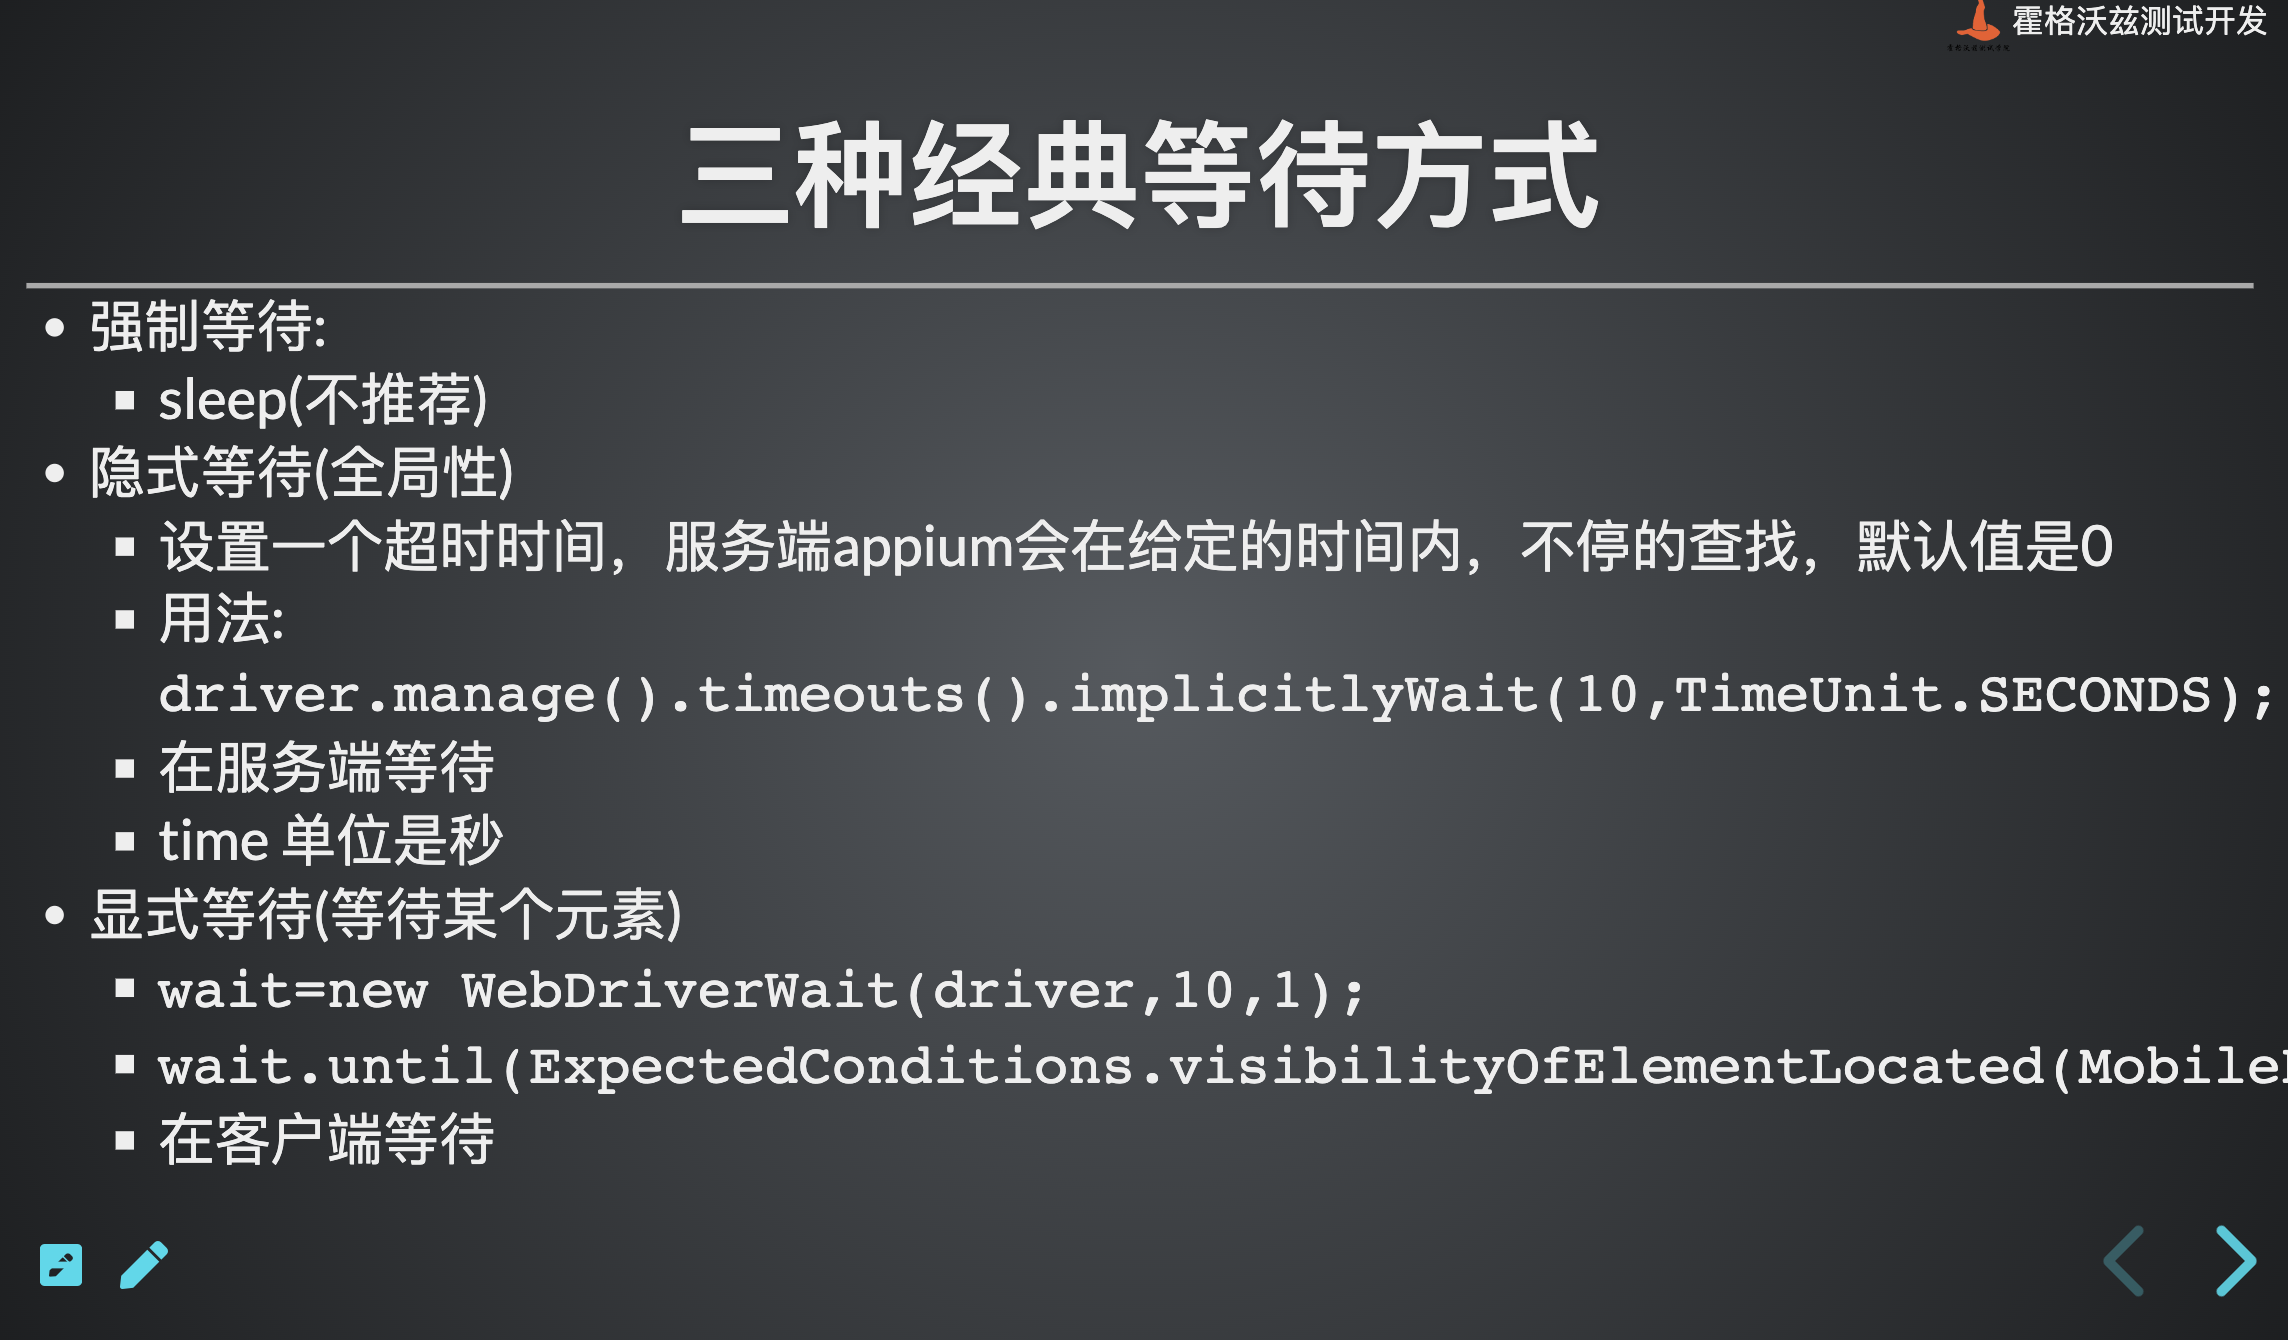 霍格沃兹测试开发
三种经典等待方式
强制等待:
sleep(不推荐)
隐式等待(全局性)
设置一个超时时间，服务端appium会在给定的时间内，不停的查找，默认值是0
用法:
driver.manage().timeouts().implicitlyWait(10,TimeUnit.SECONDS);
在服务端等待
time 单位是秒
显式等待(等待某个元素)
wait=new WebDriverWait(driver,10,1);
wait.until(ExpectedConditions.visibilityOfElementLocated(Mobile
在客户端等待